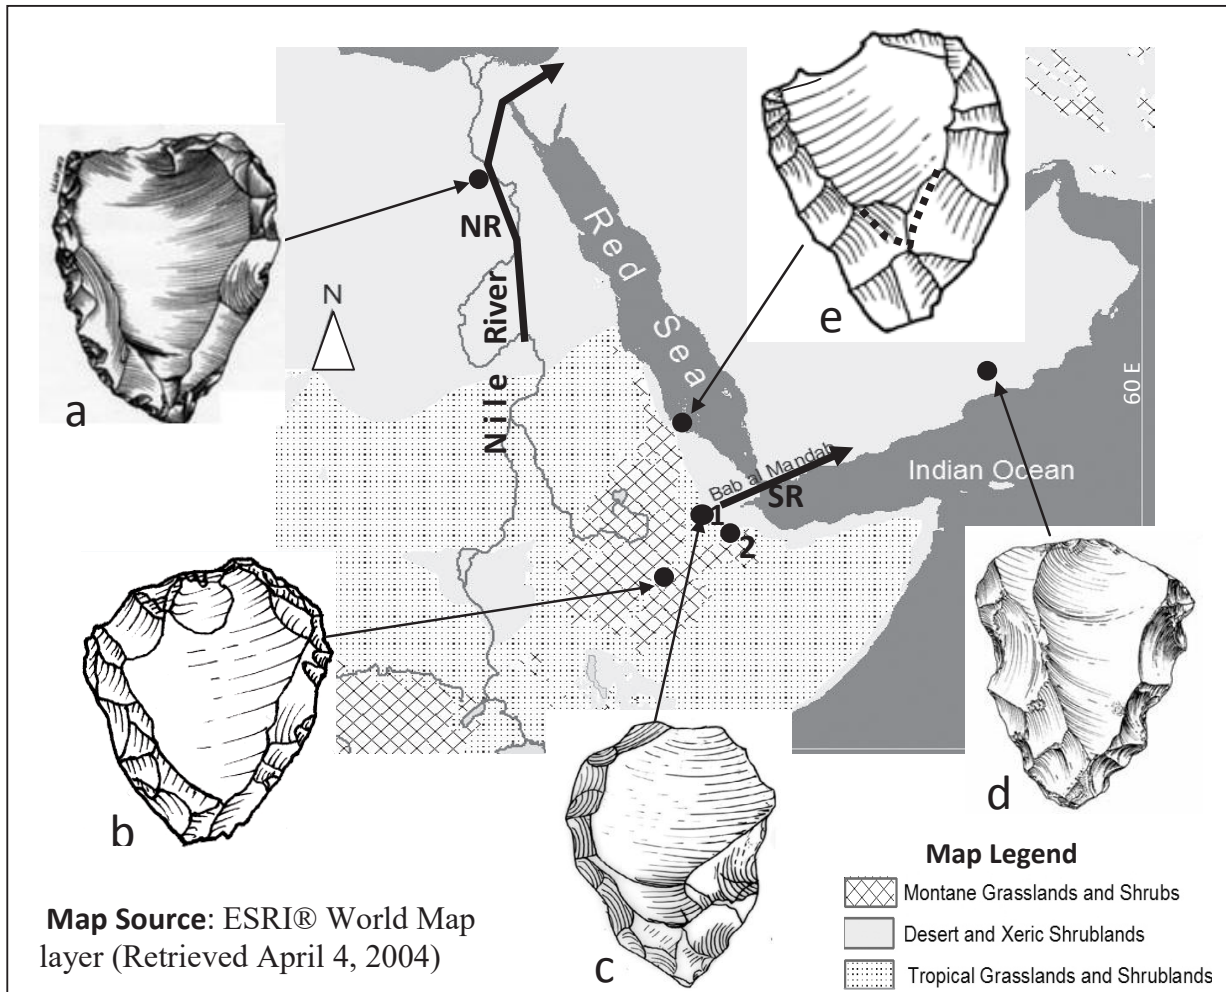 a
N
NR
Nile River
Red Sea
e
60 E
Bab al Mandab
SR
Indian Ocean
1
2
b
c
d
Map Source: ESRI® World Map
layer (Retrieved April 4, 2004)
Map Legend
Montane Grasslands and Shrubs
Desert and Xeric Shrublands
Tropical Grasslands and Shrublands